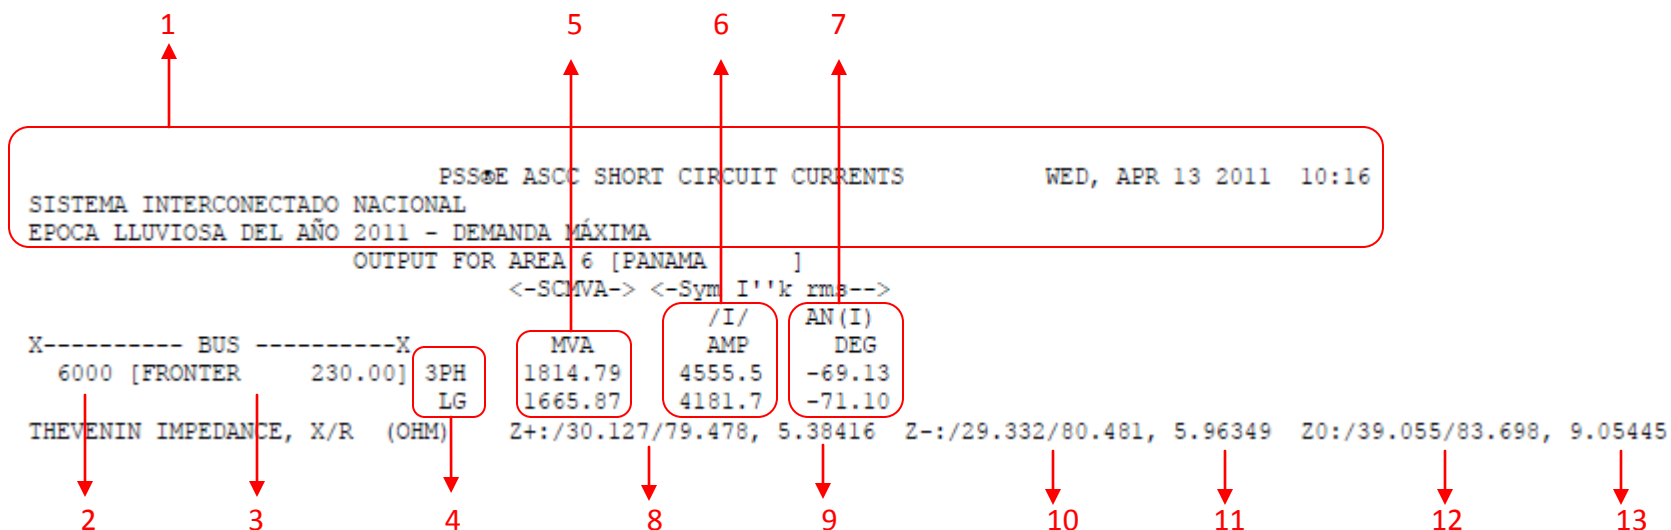 1 5 6 7
PSS®E ASCC SHORT CIRCUIT CURRENTS WED, APR 13 2011 10:16
SISTEMA INTERCONECTADO NACIONAL
EPOCA LLUVIOSA DEL AÑO 2011 - DEMANDA MÁXIMA
OUTPUT FOR AREA 6 [PANAMA ]
<-SCMVA-> <-Sym I''k rms-->
/I/ AN(I)
X---------- BUS ----------X MVA AMP DEG
6000 [FRONTER 230.00] 3PH 1814.79 4555.5 -69.13
LG 1665.87 4181.7 -71.10
THEVENIN IMPEDANCE, X/R (OHM) Z+:/30.127/79.478, 5.38416 Z-:/29.332/80.481, 5.96349 Z0:/39.055/83.698, 9.05445
2 3 4 8 9 10 11 12 13